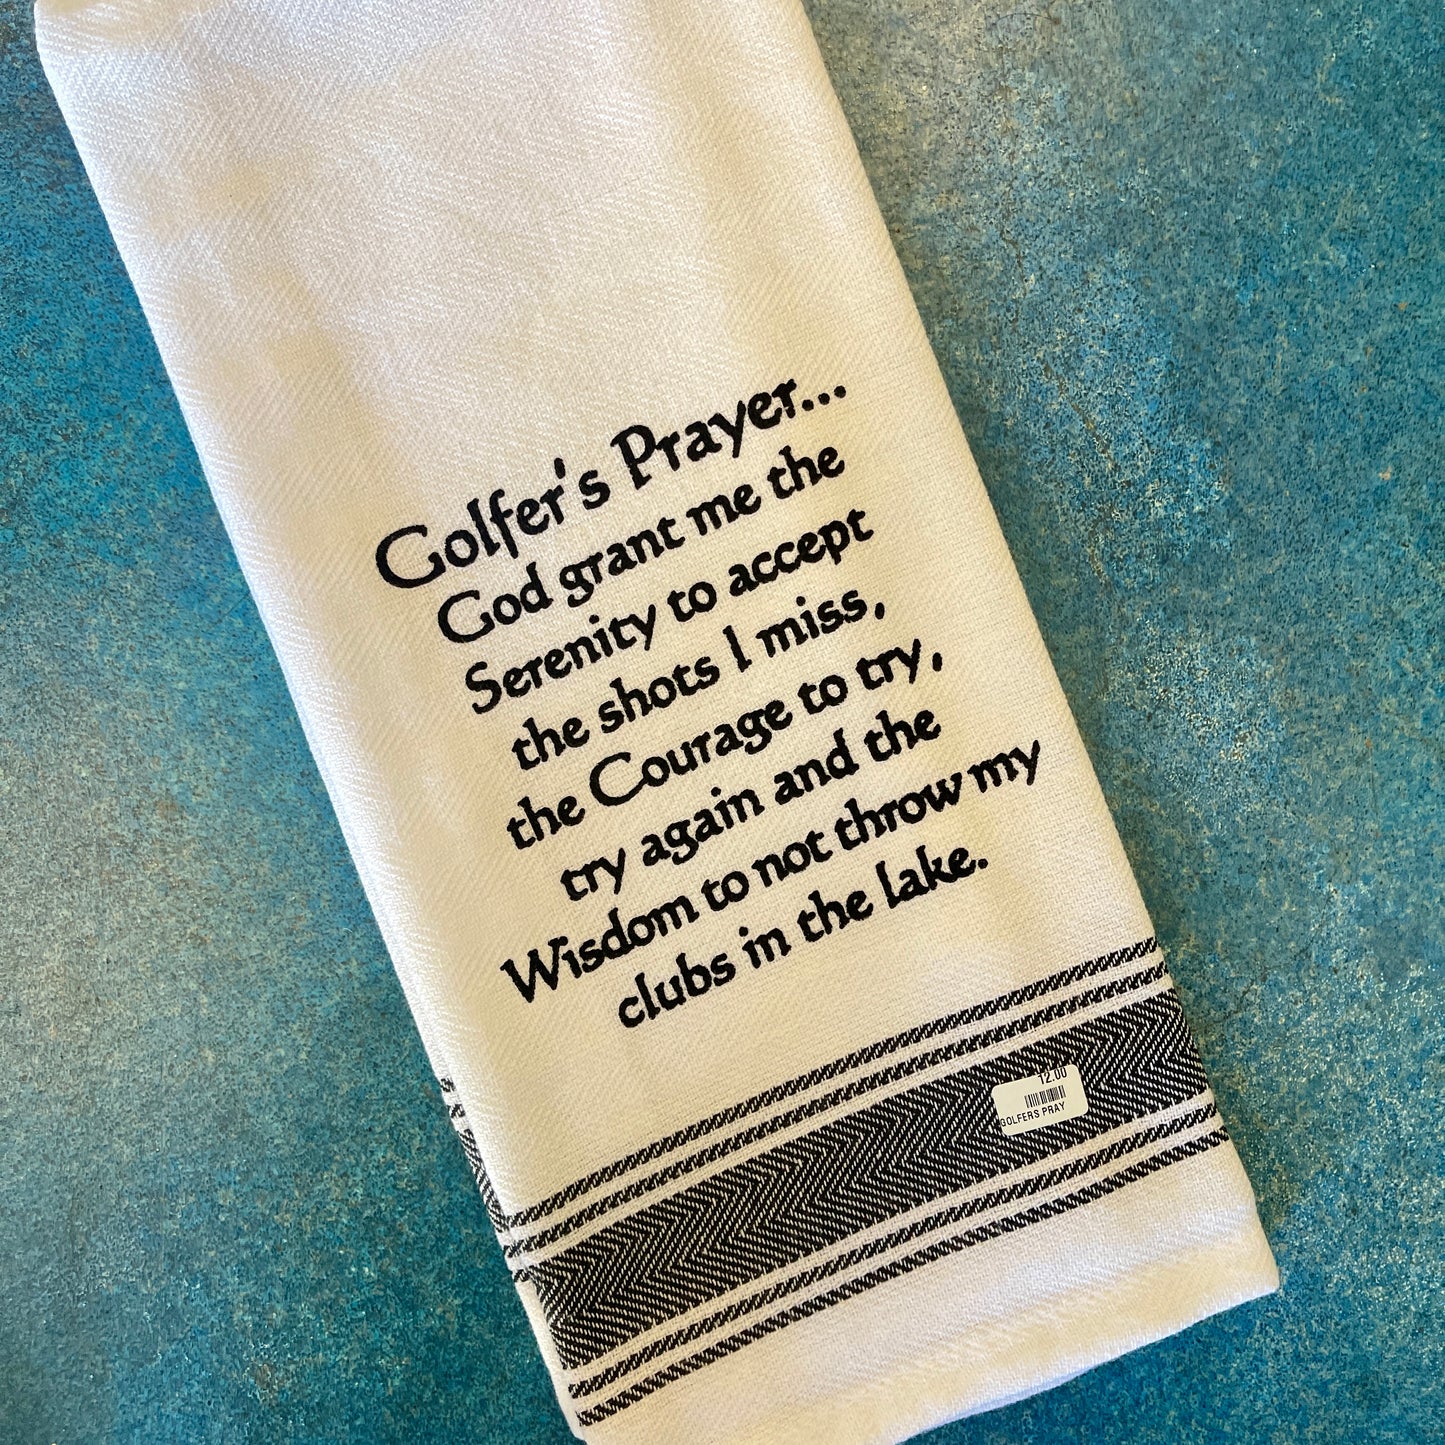 Golfer's Prayer...
God grant me the
Serenity to accept
the shots I miss,
the Courage to try,
try again and the
Wisdom to not throw my
clubs in the lake.
12.00
GOLFERS PRAY